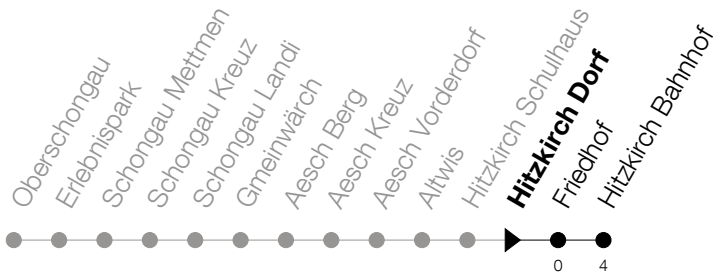 Oberschongau
Erlebnispark
Schongau Mettmen
Schongau Kreuz
Schongau Landi
Gmeinwärch
Aesch Berg
Aesch Kreuz
Aesch Vorderdorf
Altwis
Hitzkirch Schulhaus
Hitzkirch Dorf
Friedhof
Hitzkirch Bahnhof
0 4